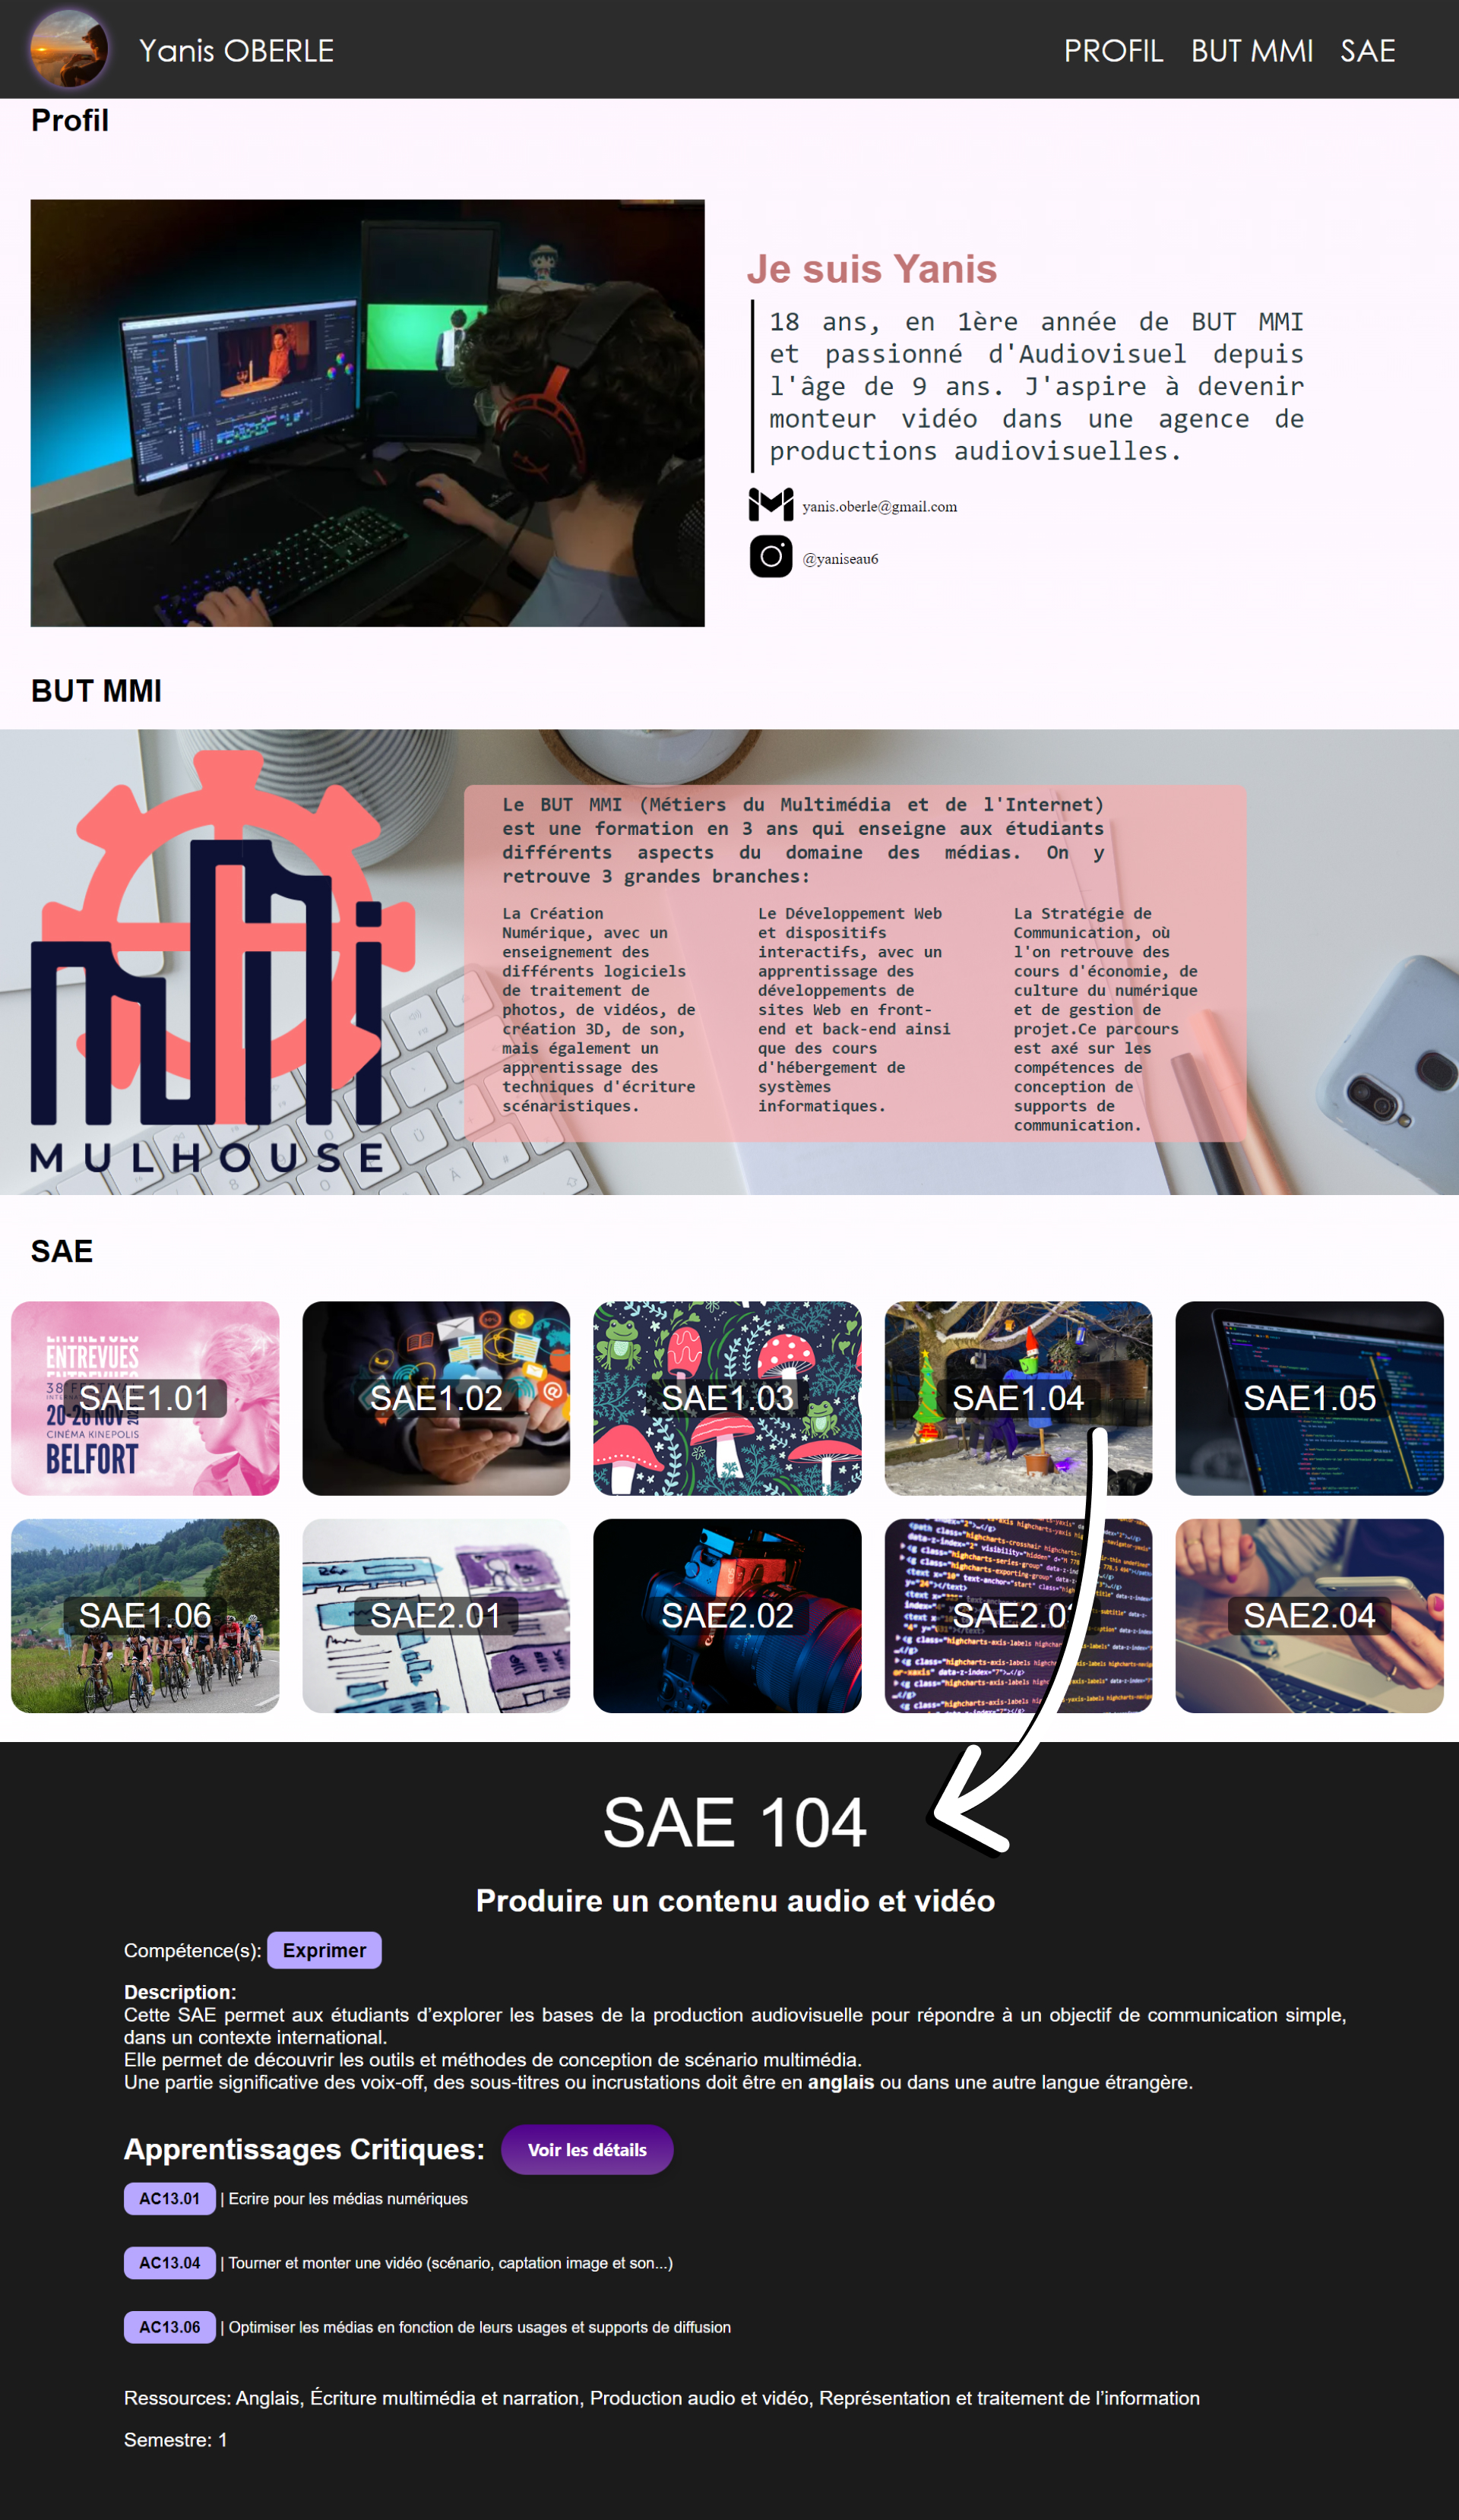 Yanis OBERLE
PROFIL BUT MMI SAE
Profil
Je suis Yanis
18 ans, en 1ère année de BUT MMI
et passionné d'Audiovisuel depuis
l'âge de 9 ans. J'aspire à devenir
monteur vidéo dans une agence de
productions audiovisuelles.
yanis.oberle@gmail.com
@yaniseau6
BUT MMI
MULHOUSE
Le BUT MMI (Métiers du Multimédia et de l'Internet)
est une formation en 3 ans qui enseigne aux étudiants
différents aspects du domaine des médias. On y
retrouve 3 grandes branches:
La Création
Numérique, avec un
enseignement des
différents logiciels
de traitement de
photos, de vidéos, de
création 3D, de son,
mais également un
apprentissage des
techniques d'écriture
scénaristiques.
Le Développement Web
et dispositifs
interactifs, avec un
apprentissage des
développements de
sites Web en front-
end et back-end ainsi
que des cours
d'hébergement de
systèmes
informatiques.
La Stratégie de
Communication, où
l'on retrouve des
cours d'économie, de
culture du numérique
et de gestion de
projet.Ce parcours
est axé sur les
compétences de
conception de
supports de
communication.
SAE
ENTREVUES
20-26 NOV
CINÉMA KINEPOLIS
BELFORT
SAE1.01
SAE1.02
SAE1.03
SAE1.04
SAE1.05
SAE1.06
SAE2.01
SAE2.02
SAE2.0
SAE2.04
SAE 104
Produire un contenu audio et vidéo
Compétence(s): Exprimer
Description:
Cette SAE permet aux étudiants d’explorer les bases de la production audiovisuelle pour répondre à un objectif de communication simple,
dans un contexte international.
Elle permet de découvrir les outils et méthodes de conception de scénario multimédia.
Une partie significative des voix-off, des sous-titres ou incrustations doit être en anglais ou dans une autre langue étrangère.
Apprentissages Critiques: Voir les détails
AC13.01 | Ecrire pour les médias numériques
AC13.04 | Tourner et monter une vidéo (scénario, captation image et son...)
AC13.06 | Optimiser les médias en fonction de leurs usages et supports de diffusion
Ressources: Anglais, Écriture multimédia et narration, Production audio et vidéo, Représentation et traitement de l’information
Semestre: 1